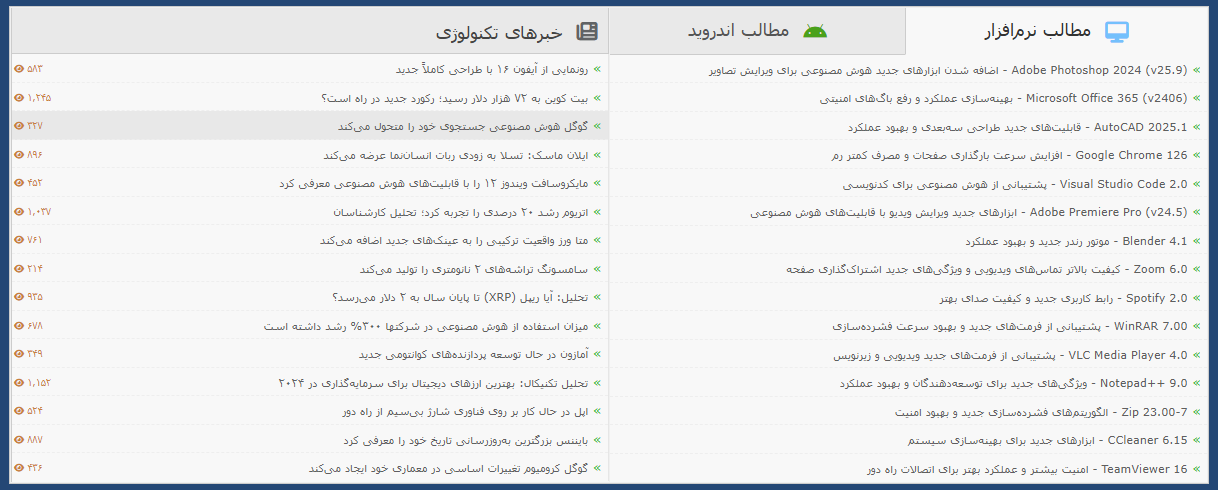 مطالب نرم‌افزار
مطالب اندروید
« Adobe Photoshop 2024 (v25.9) - اضافه شدن ابزارهای جدید هوش مصنوعی برای ویرایش تصاویر
« Microsoft Office 365 (v2406) - بهینه‌سازی عملکرد و رفع باگ‌های امنیتی
« AutoCAD 2025.1 - قابلیت‌های جدید طراحی سه‌بعدی و بهبود عملکرد
« Google Chrome 126 - افزایش سرعت بارگذاری صفحات و مصرف کمتر رم
« Visual Studio Code 2.0 - پشتیبانی از هوش مصنوعی برای کدنویسی
« Adobe Premiere Pro (v24.5) - ابزارهای جدید ویرایش ویدیو با قابلیت‌های هوش مصنوعی
« Blender 4.1 - موتور رندر جدید و بهبود عملکرد
« Zoom 6.0 - کیفیت بالاتر تماس‌های ویدیویی و ویژگی‌های جدید اشتراک‌گذاری صفحه
« Spotify 2.0 - رابط کاربری جدید و کیفیت صدای بهتر
« WinRAR 7.00 - پشتیبانی از فرمت‌های جدید و بهبود سرعت فشرده‌سازی
« VLC Media Player 4.0 - پشتیبانی از فرمت‌های جدید ویدیویی و زیرنویس
« Notepad++ 9.0 - ویژگی‌های جدید برای توسعه‌دهندگان و بهبود عملکرد
« 7-Zip 23.00 - الگوریتم‌های فشرده‌سازی جدید و بهبود امنیت
« CCleaner 6.15 - ابزارهای جدید برای بهینه‌سازی سیستم
« TeamViewer 16 - امنیت بیشتر و عملکرد بهتر برای اتصالات راه دور
خبرهای تکنولوژی
« رونمایی از آیفون ۱۶ با طراحی کاملاً جدید ۵۸۳
« بیت کوین به ۷۲ هزار دلار رسید؛ رکورد جدید در راه است؟ ۱,۲۴۵
« گوگل هوش مصنوعی جستجوی خود را متحول می‌کند ۳۲۷
« ایلان ماسک: تسلا به زودی ربات انسان‌نما عرضه می‌کند ۸۹۶
« مایکروسافت ویندوز ۱۲ را با قابلیت‌های هوش مصنوعی معرفی کرد ۴۵۲
« اتریوم رشد ۲۰ درصدی را تجربه کرد؛ تحلیل کارشناسان ۱,۰۳۷
« متا ورز واقعیت ترکیبی را به عینک‌های جدید اضافه می‌کند ۷۶۱
« سامسونگ تراشه‌های ۲ نانومتری را تولید می‌کند ۲۱۴
« تحلیل: آیا ریپل (XRP) تا پایان سال به ۲ دلار می‌رسد؟ ۹۳۵
« میزان استفاده از هوش مصنوعی در شرکتها ۳۰۰% رشد داشته است ۶۷۸
« آمازون در حال توسعه پردازنده‌های کوانتومی جدید ۳۴۹
« تحلیل تکنیکال: بهترین ارزهای دیجیتال برای سرمایه‌گذاری در ۲۰۲۴ ۱,۱۵۲
« اپل در حال کار بر روی فناوری شارژ بی‌سیم از راه دور ۵۲۴
« بایننس بزرگترین به‌روزرسانی تاریخ خود را معرفی کرد ۸۸۷
« گوگل کرومیوم تغییرات اساسی در معماری خود ایجاد می‌کند ۴۳۶